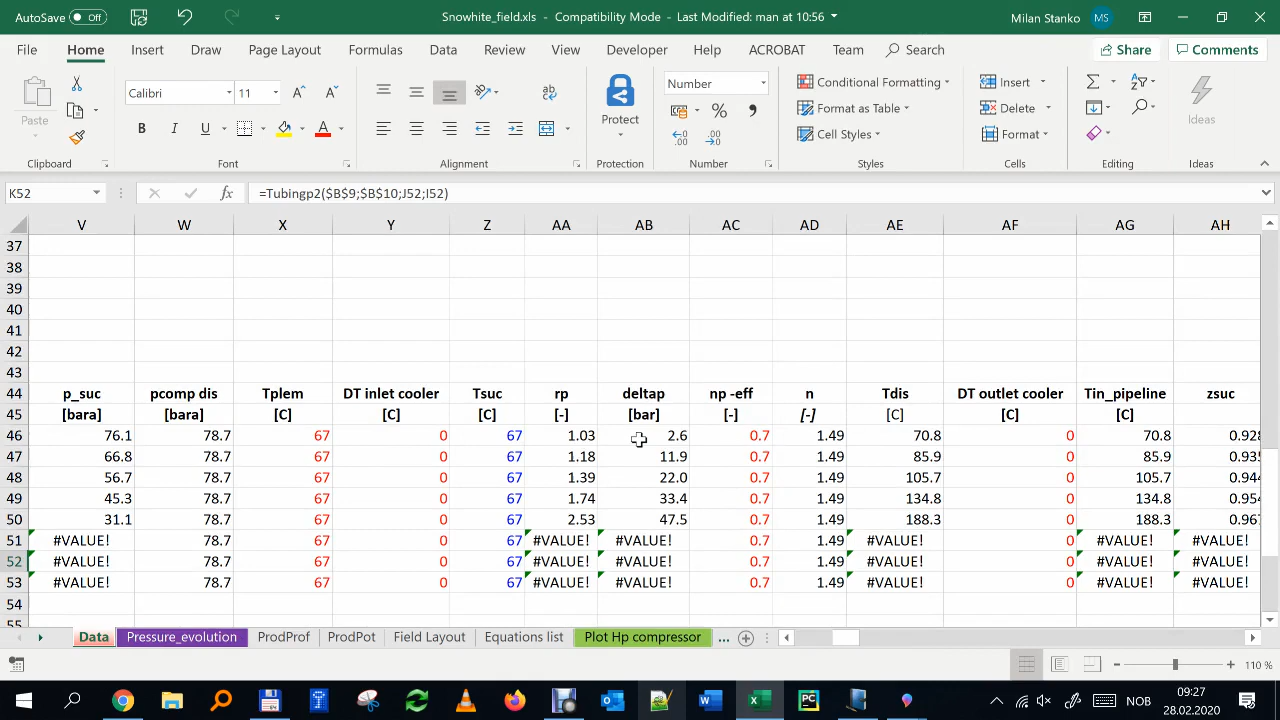 AutoSave Off Snowhite_field.xls - Compatibility Mode - Last Modified: man at 10:56 Milan Stanko MS
File Home Insert Draw Page Layout Formulas Data Review View Developer Help ACROBAT Team Search Share Comments
Paste Calibri 11 B I U A Protect Number % Conditional Formatting Format as Table Cell Styles Insert Delete Format Ideas
Clipboard Font Alignment Protection Number Styles Cells Editing Ideas
K52 fx =Tubingp2($B$9;$B$10;J52;I52)
V W X Y Z AA AB AC AD AE AF AG AH
37
38
39
40
41
42
43
44 p_suc pcomp dis Tplem DT inlet cooler Tsuc rp deltap np -eff n Tdis DT outlet cooler Tin_pipeline zsuc
45 [bara] [bara] [C] [C] [C] [-] [bar] [-] [-] [C] [C] [C]
46 76.1 78.7 67 0 67 1.03 2.6 0.7 1.49 70.8 0 70.8
47 66.8 78.7 67 0 67 1.18 11.9 0.7 1.49 85.9 0 85.9
48 56.7 78.7 67 0 67 1.39 22.0 0.7 1.49 105.7 0 105.7 0.944
49 45.3 78.7 67 0 67 1.74 33.4 0.7 1.49 134.8 0 134.8 0.954
50 31.1 78.7 67 0 67 2.53 47.5 0.7 1.49 188.3 0 188.3
51 #VALUE! 78.7 67 0 67 #VALUE! #VALUE! 0.7 1.49 #VALUE! 0 #VALUE! #VALUE!
52 #VALUE! 78.7 67 0 67 #VALUE! #VALUE! 0.7 1.49 #VALUE! 0 #VALUE! #VALUE!
53 #VALUE! 78.7 67 0 67 #VALUE! #VALUE! 0.7 1.49 #VALUE! 0 #VALUE! #VALUE!
54
55
Data Pressure_evolution ProdProf ProdPot Field Layout Equations list Plot Hp compressor ...
110 %
NOB 09:27
28.02.2020